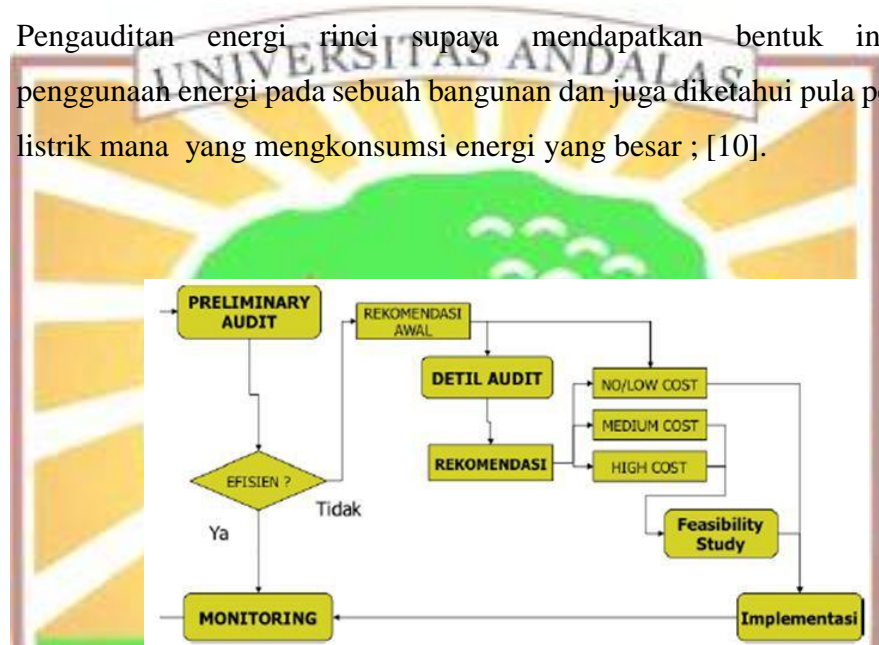 Pengauditan energi rinci supaya mendapatkan bentuk in
UNIVERSITAS ANDALAS
penggunaan energi pada sebuah bangunan dan juga diketahui pula p
listrik mana yang mengkonsumsi energi yang besar ; [10].
PRELIMINARY
AUDIT
REKOMENDASI
AWAL
DETIL AUDIT
NO/LOW COST
MEDIUM COST
REKOMENDASI
HIGH COST
EFISIEN ?
Tidak
Ya
Feasibility
Study
MONITORING
Implementasi